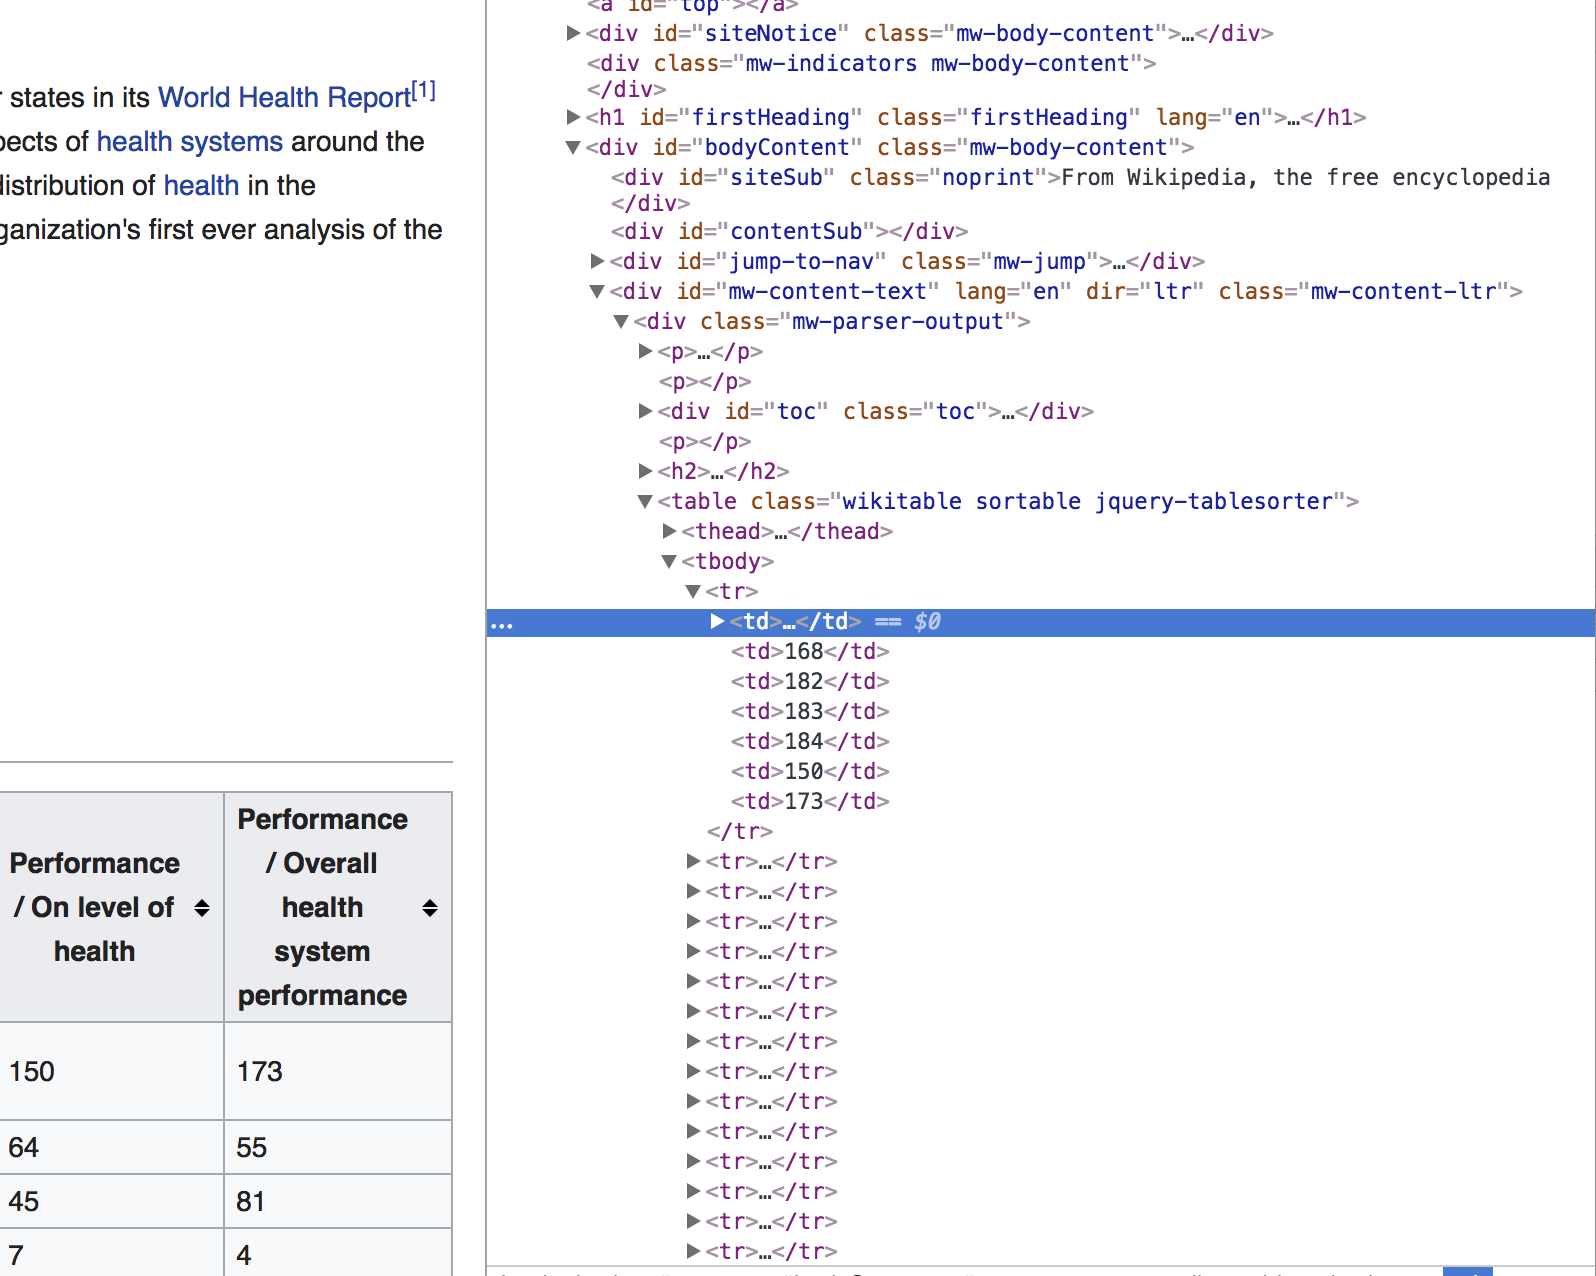 r states in its World Health Report[1]
pects of health systems around the
distribution of health in the
ganization's first ever analysis of the
Performance / On level of health
Performance / Overall health system performance
150 173
64 55
45 81
7 4
<a id="top"></a>
<div id="siteNotice" class="mw-body-content">…</div>
<div class="mw-indicators mw-body-content">
</div>
<h1 id="firstHeading" class="firstHeading" lang="en">…</h1>
<div id="bodyContent" class="mw-body-content">
<div id="siteSub" class="noprint">From Wikipedia, the free encyclopedia
</div>
<div id="contentSub"></div>
<div id="jump-to-nav" class="mw-jump">…</div>
<div id="mw-content-text" lang="en" dir="ltr" class="mw-content-ltr">
<div class="mw-parser-output">
<p>…</p>
<p></p>
<div id="toc" class="toc">…</div>
<p></p>
<h2>…</h2>
<table class="wikitable sortable jquery-tablesorter">
<thead>…</thead>
<tbody>
<tr>
... <td>…</td> == $0
<td>168</td>
<td>182</td>
<td>183</td>
<td>184</td>
<td>150</td>
<td>173</td>
</tr>
<tr>…</tr>
<tr>…</tr>
<tr>…</tr>
<tr>…</tr>
<tr>…</tr>
<tr>…</tr>
<tr>…</tr>
<tr>…</tr>
<tr>…</tr>
<tr>…</tr>
<tr>…</tr>
<tr>…</tr>
<tr>…</tr>
<tr>…</tr>